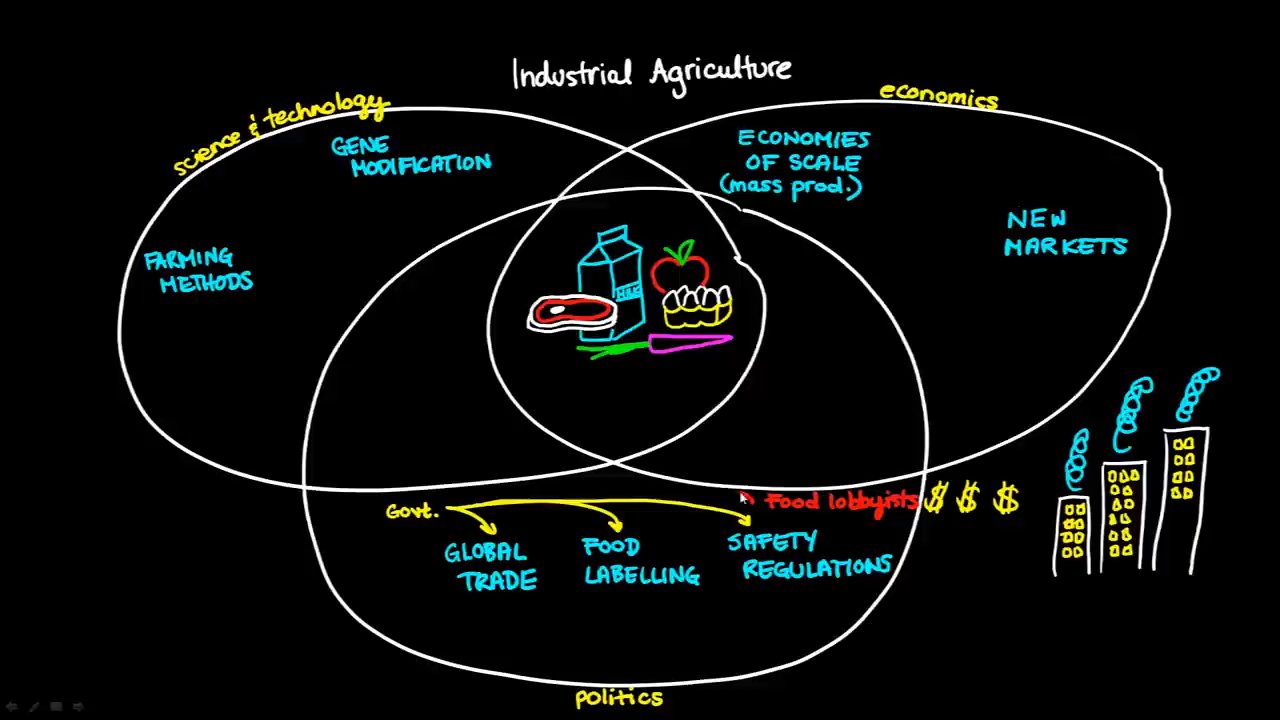 Industrial Agriculture
science & technology
economics
GENE
MODIFICATION
ECONOMIES
OF SCALE
(mass prod.)
NEW
MARKETS
FARMING
METHODS
MILK
Govt.
Food lobbyists $ $ $
GLOBAL
TRADE
FOOD
LABELLING
SAFETY
REGULATIONS
politics